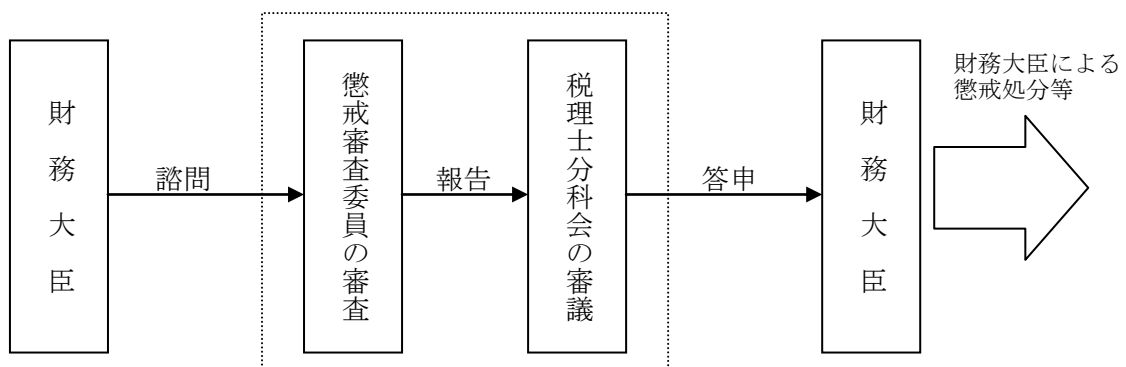 財務大臣
諮問
懲戒審査委員の審査
報告
税理士分科会の審議
答申
財務大臣
財務大臣による
懲戒処分等